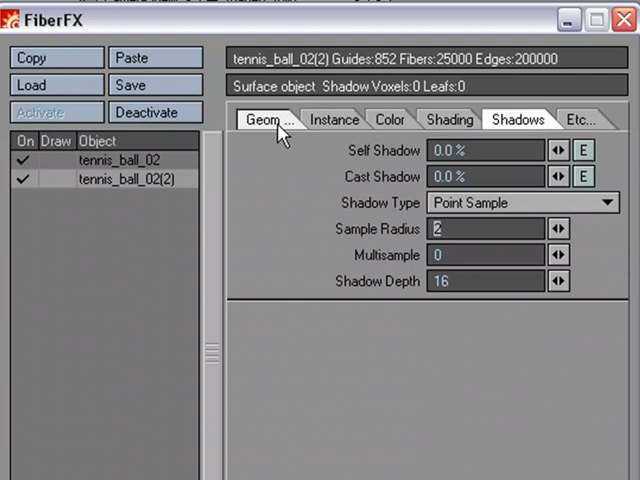 FiberFX
Copy
Paste
Load
Save
Activate
Deactivate
On Draw Object
tennis_ball_02
tennis_ball_02(2)
tennis_ball_02(2) Guides:852 Fibers:25000 Edges:200000
Surface object Shadow Voxels:0 Leafs:0
Geom ... Instance Color Shading Shadows Etc...
Self Shadow 0.0 % E
Cast Shadow 0.0 % E
Shadow Type Point Sample
Sample Radius 2
Multisample 0
Shadow Depth 16